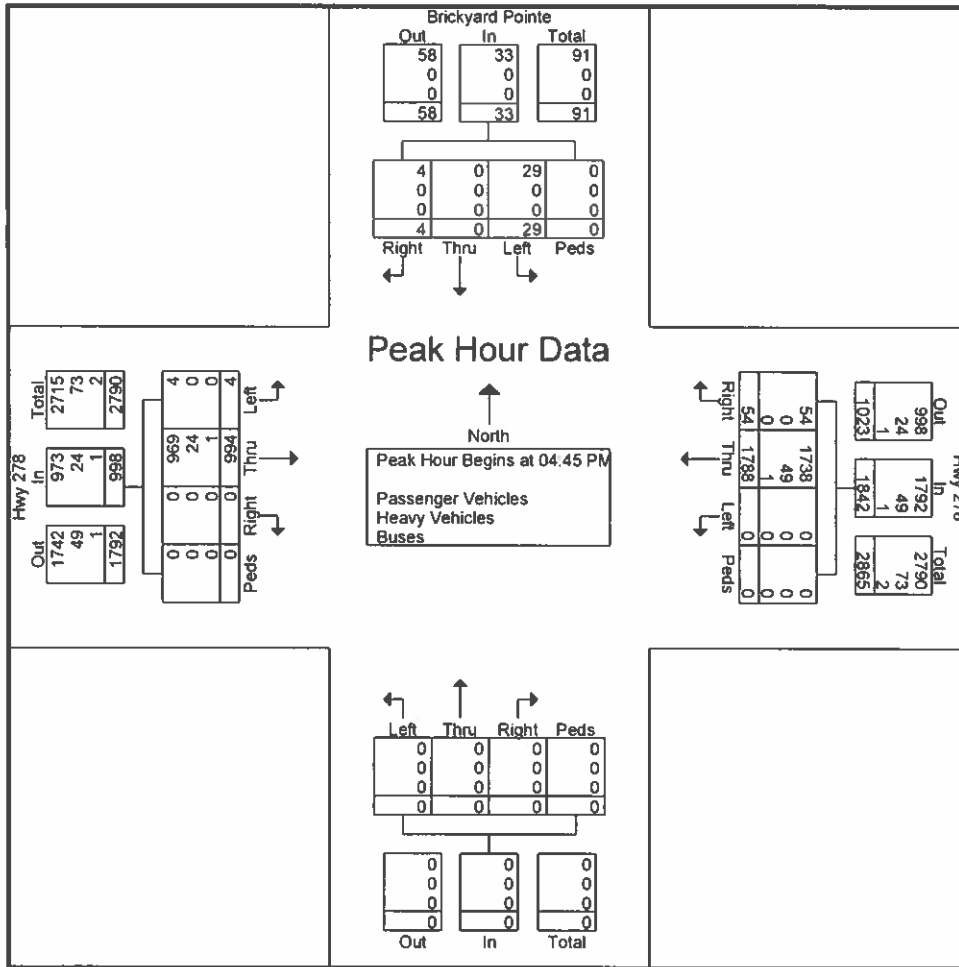 Brickyard Pointe
Out In Total
58 33 91
0 0 0
0 0 0
58 33 91
4 0 29 0
0 0 0 0
0 0 0 0
4 0 29 0
Right Thru Left Peds
Peak Hour Data
North
Peak Hour Begins at 04:45 PM
Passenger Vehicles
Heavy Vehicles
Buses
Hwy 278
Total In Out
2715 973 1742
73 24 49
2 1 1
2790 998 1792
4 969 0 0
0 24 0 0
0 1 0 0
4 994 0 0
Left Thru Right Peds
Right Thru Left Peds
54 1738 0 0
0 49 0 0
0 1 0 0
54 1788 0 0
Out In Total
998 1792 2790
24 49 73
1 1 2
1023 1842 2865
Hwy 278
Left Thru Right Peds
0 0 0 0
0 0 0 0
0 0 0 0
0 0 0 0
0 0 0
0 0 0
0 0 0
0 0 0
Out In Total